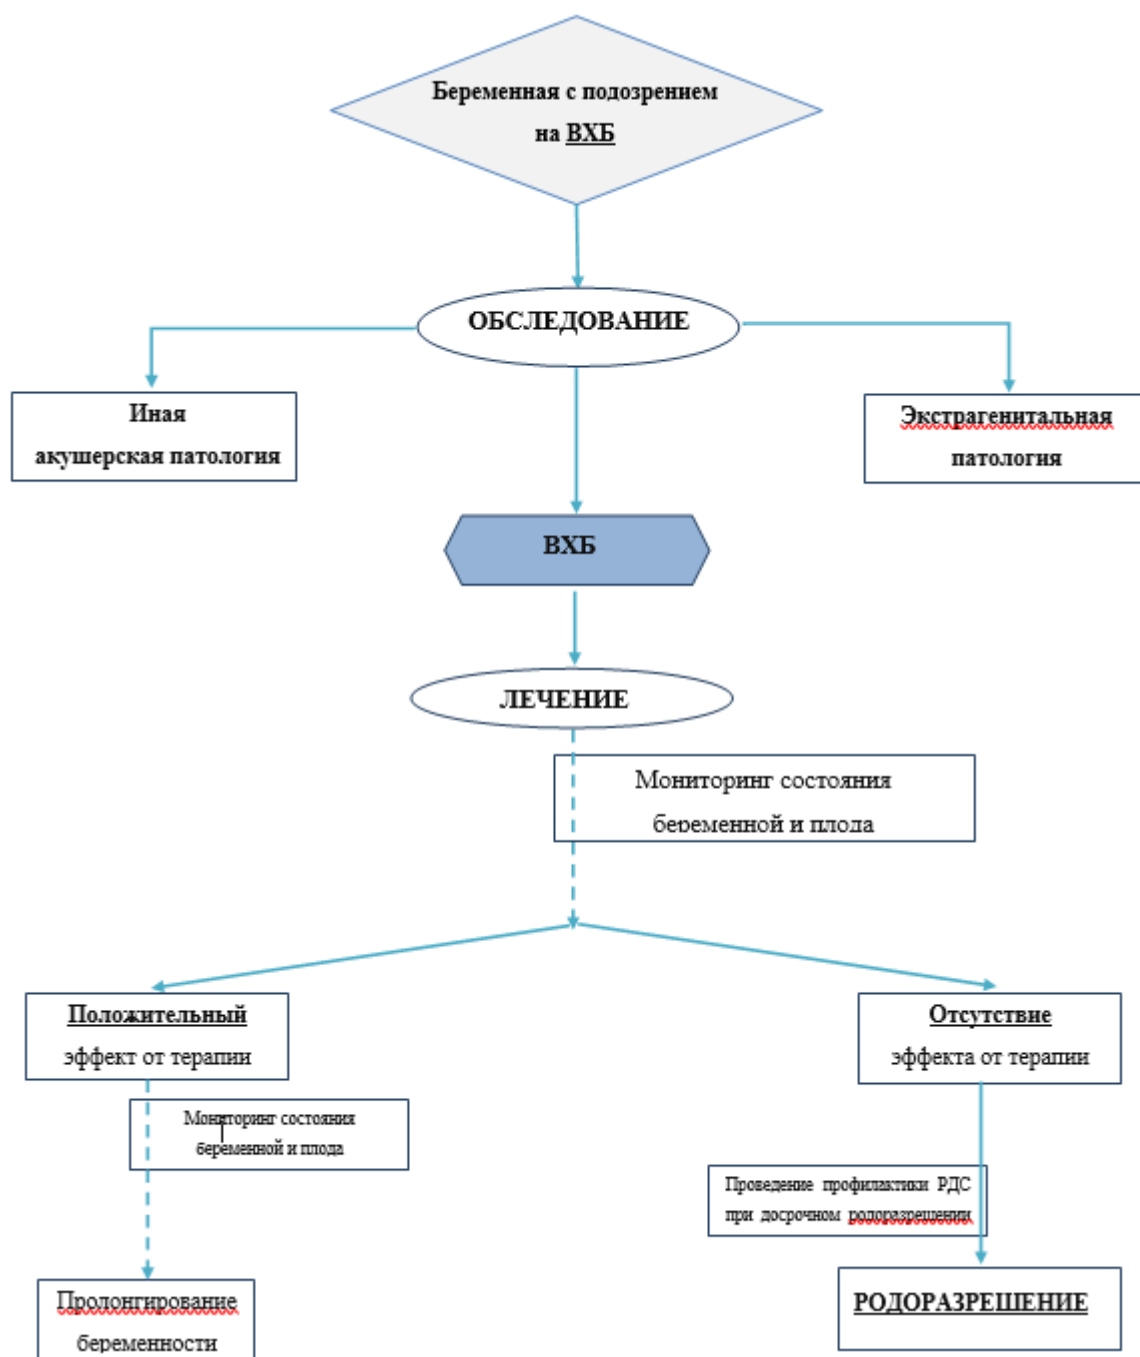 Беременная с подозрением
на ВХБ
ОБСЛЕДОВАНИЕ
Иная
акушерская патология
Экстрагенитальная
патология
ВХБ
ЛЕЧЕНИЕ
Мониторинг состояния
беременной и плода
Положительный
эффект от терапии
Отсутствие
эффекта от терапии
Мониторинг состояния
беременной и плода
Проведение профилактики РДС
при досрочном родоразрешении
Пролонгирование
беременности
РОДОРАЗРЕШЕНИЕ